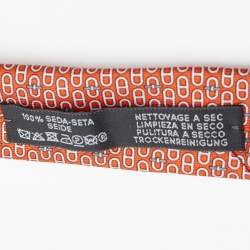 100% SEDA-SETA
SEIDE
NETTOYAGE A SEC
LIMPIEZA EN SECO
PULITURA A SECCO
TROCKENREINIGUNG